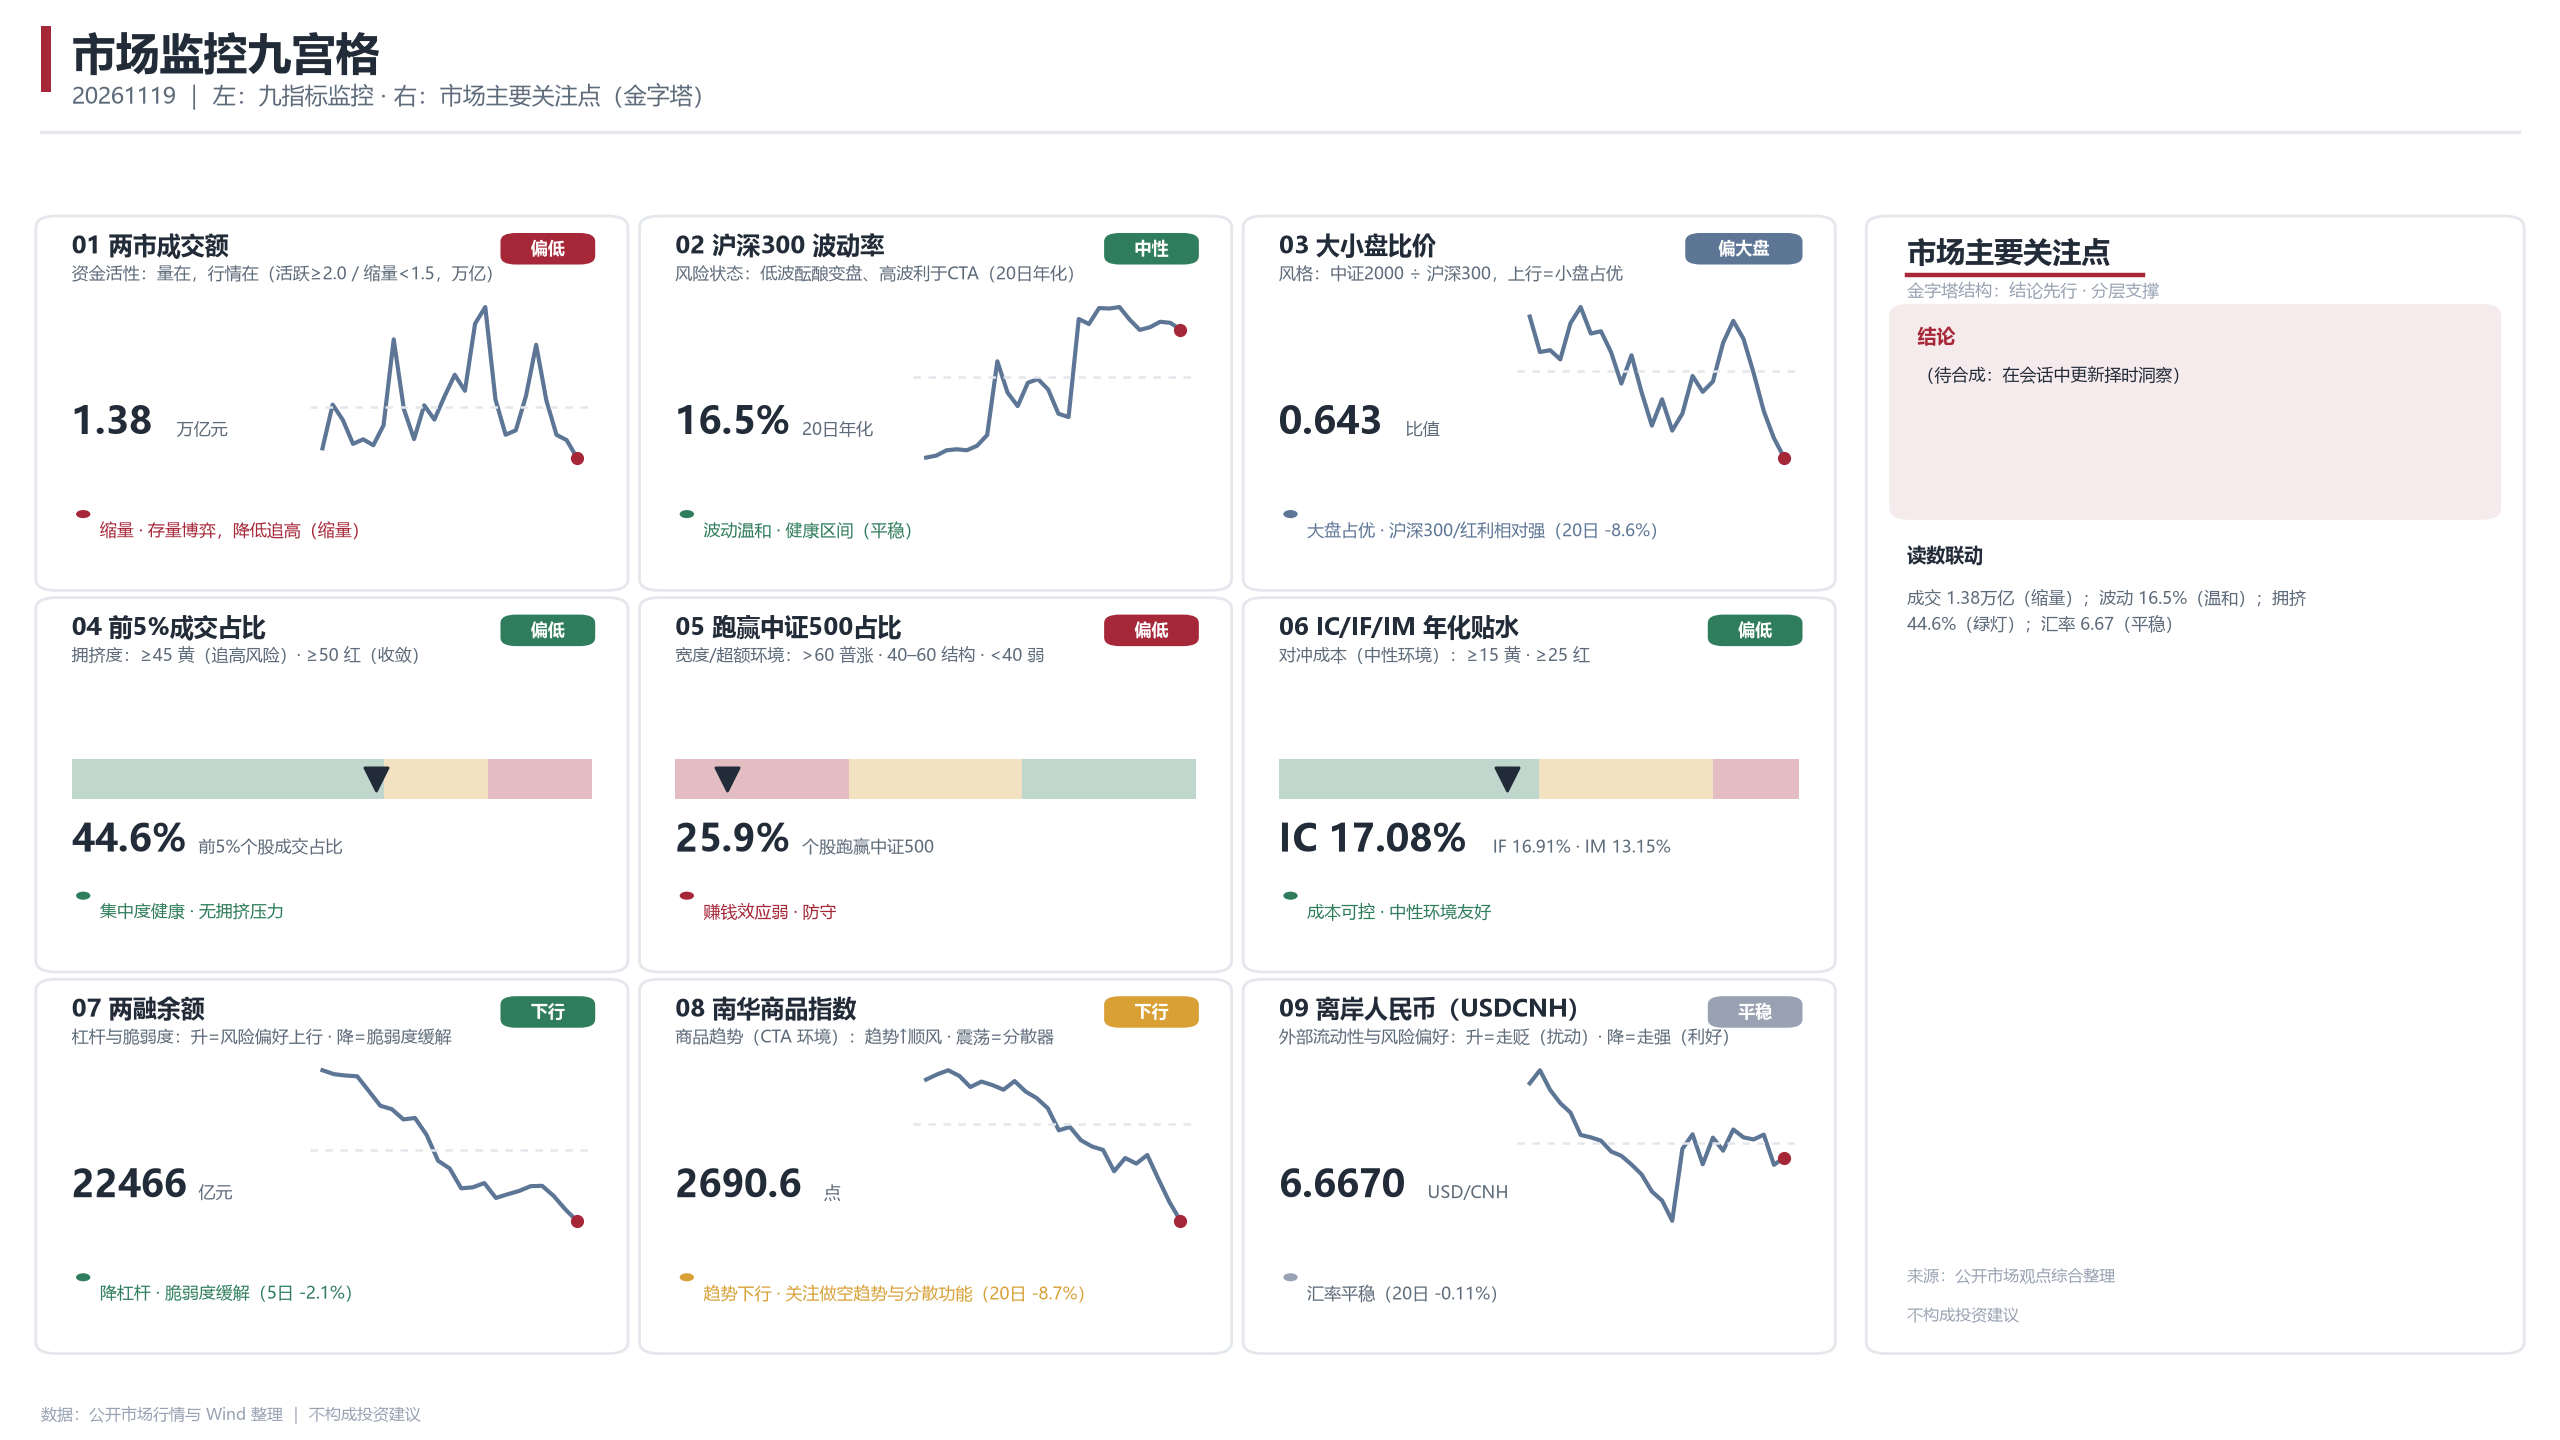 市场监控九宫格
20261119 | 左：九指标监控 · 右：市场主要关注点（金字塔）
01 两市成交额
偏低
资金活性：量在，行情在（活跃≥2.0 / 缩量<1.5，万亿）
1.38 万亿元
缩量 · 存量博弈，降低追高（缩量）
02 沪深300 波动率
中性
风险状态：低波酝酿变盘、高波利于CTA（20日年化）
16.5% 20日年化
波动温和 · 健康区间（平稳）
03 大小盘比价
偏大盘
风格：中证2000 ÷ 沪深300，上行=小盘占优
0.643 比值
大盘占优 · 沪深300/红利相对强（20日 -8.6%）
04 前5%成交占比
偏低
拥挤度：≥45 黄（追高风险）· ≥50 红（收敛）
44.6% 前5%个股成交占比
集中度健康 · 无拥挤压力
05 跑赢中证500占比
偏低
宽度/超额环境：>60 普涨 · 40–60 结构 · <40 弱
25.9% 个股跑赢中证500
赚钱效应弱 · 防守
06 IC/IF/IM 年化贴水
偏低
对冲成本（中性环境）：≥15 黄 · ≥25 红
IC 17.08% IF 16.91% · IM 13.15%
成本可控 · 中性环境友好
07 两融余额
下行
杠杆与脆弱度：升=风险偏好上行 · 降=脆弱度缓解
22466 亿元
降杠杆 · 脆弱度缓解（5日 -2.1%）
08 南华商品指数
下行
商品趋势（CTA 环境）：趋势↑顺风 · 震荡=分散器
2690.6 点
趋势下行 · 关注做空趋势与分散功能（20日 -8.7%）
09 离岸人民币（USDCNH）
平稳
外部流动性与风险偏好：升=走贬（扰动）· 降=走强（利好）
6.6670 USD/CNH
汇率平稳（20日 -0.11%）
市场主要关注点
金字塔结构：结论先行 · 分层支撑
结论
（待合成：在会话中更新择时洞察）
读数联动
成交 1.38万亿（缩量）；波动 16.5%（温和）；拥挤
44.6%（绿灯）；汇率 6.67（平稳）
来源：公开市场观点综合整理
不构成投资建议
数据：公开市场行情与 Wind 整理 | 不构成投资建议